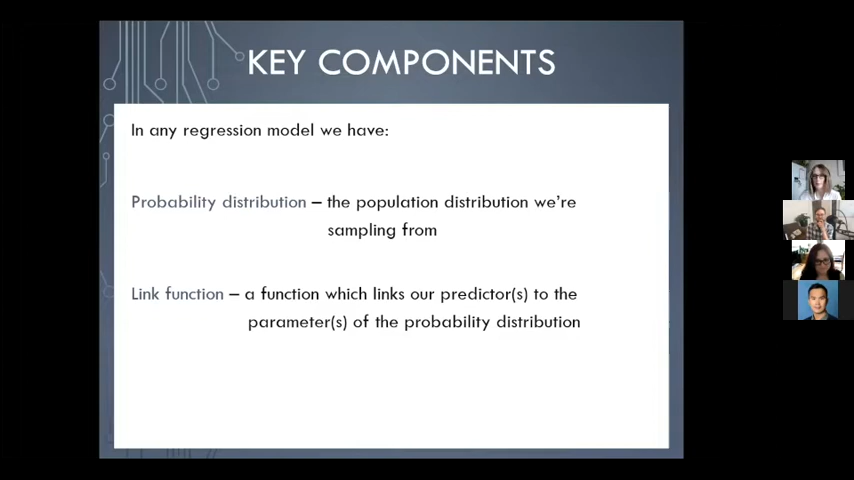 KEY COMPONENTS
In any regression model we have:
Probability distribution – the population distribution we're
sampling from
Link function – a function which links our predictor(s) to the
parameter(s) of the probability distribution